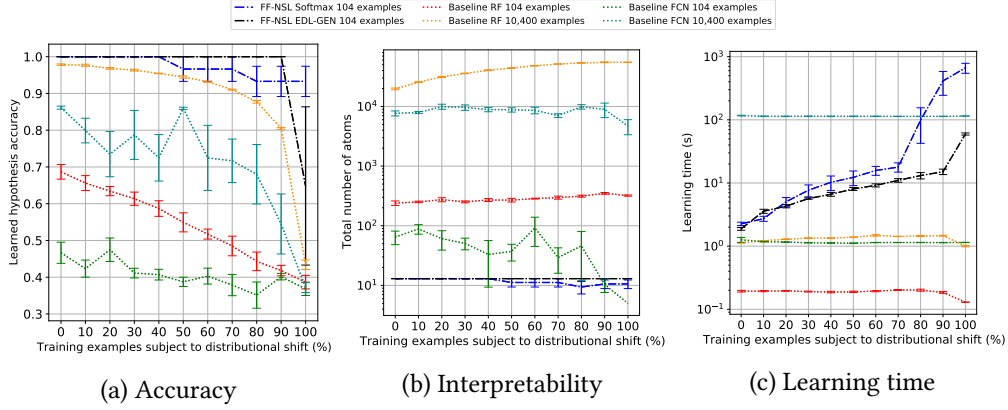 FF-NSL Softmax 104 examples
FF-NSL EDL-GEN 104 examples
Baseline RF 104 examples
Baseline RF 10,400 examples
Baseline FCN 104 examples
Baseline FCN 10,400 examples
Learned hypothesis accuracy
1.0
0.9
0.8
0.7
0.6
0.5
0.4
0.3
0 10 20 30 40 50 60 70 80 90 100
Training examples subject to distributional shift (%)
(a) Accuracy
Total number of atoms
10⁴
10³
10²
10¹
0 10 20 30 40 50 60 70 80 90 100
Training examples subject to distributional shift (%)
(b) Interpretability
Learning time (s)
10³
10²
10¹
10⁰
10⁻¹
0 10 20 30 40 50 60 70 80 90 100
Training examples subject to distributional shift (%)
(c) Learning time